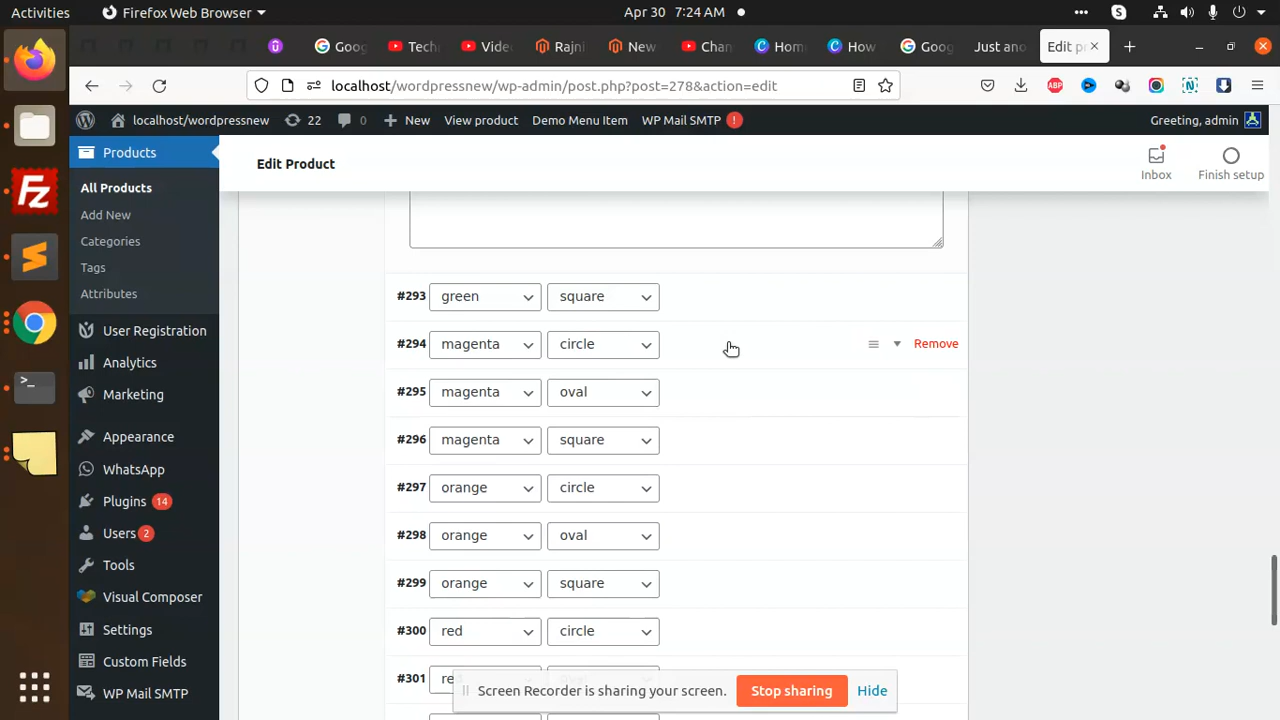 Activities
Firefox Web Browser
Apr 30 7:24 AM
Goog
Tech
Vide
Rajni
New
Chan
Hom
How
Goog
Just ano
Edit p
localhost/wordpressnew/wp-admin/post.php?post=278&action=edit
ABP
N
localhost/wordpressnew
22
0
New
View product
Demo Menu Item
WP Mail SMTP !
Greeting, admin
Products
Edit Product
Inbox
Finish setup
All Products
Add New
Categories
Tags
Attributes
User Registration
Analytics
Marketing
Appearance
WhatsApp
Plugins 14
Users 2
Tools
Visual Composer
Settings
Custom Fields
WP Mail SMTP
#293 green square
#294 magenta circle Remove
#295 magenta oval
#296 magenta square
#297 orange circle
#298 orange oval
#299 orange square
#300 red circle
#301
Screen Recorder is sharing your screen. Stop sharing Hide